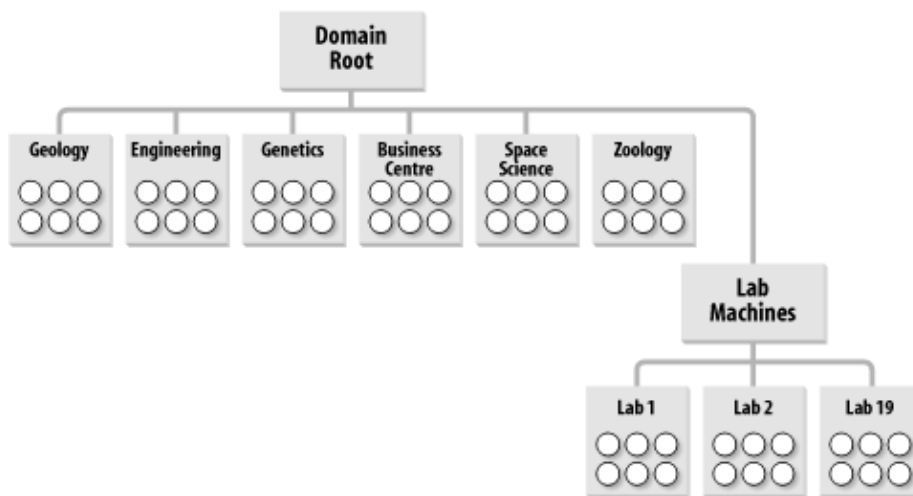 Domain
Root
Geology
Engineering
Genetics
Business
Centre
Space
Science
Zoology
Lab
Machines
Lab 1
Lab 2
Lab 19